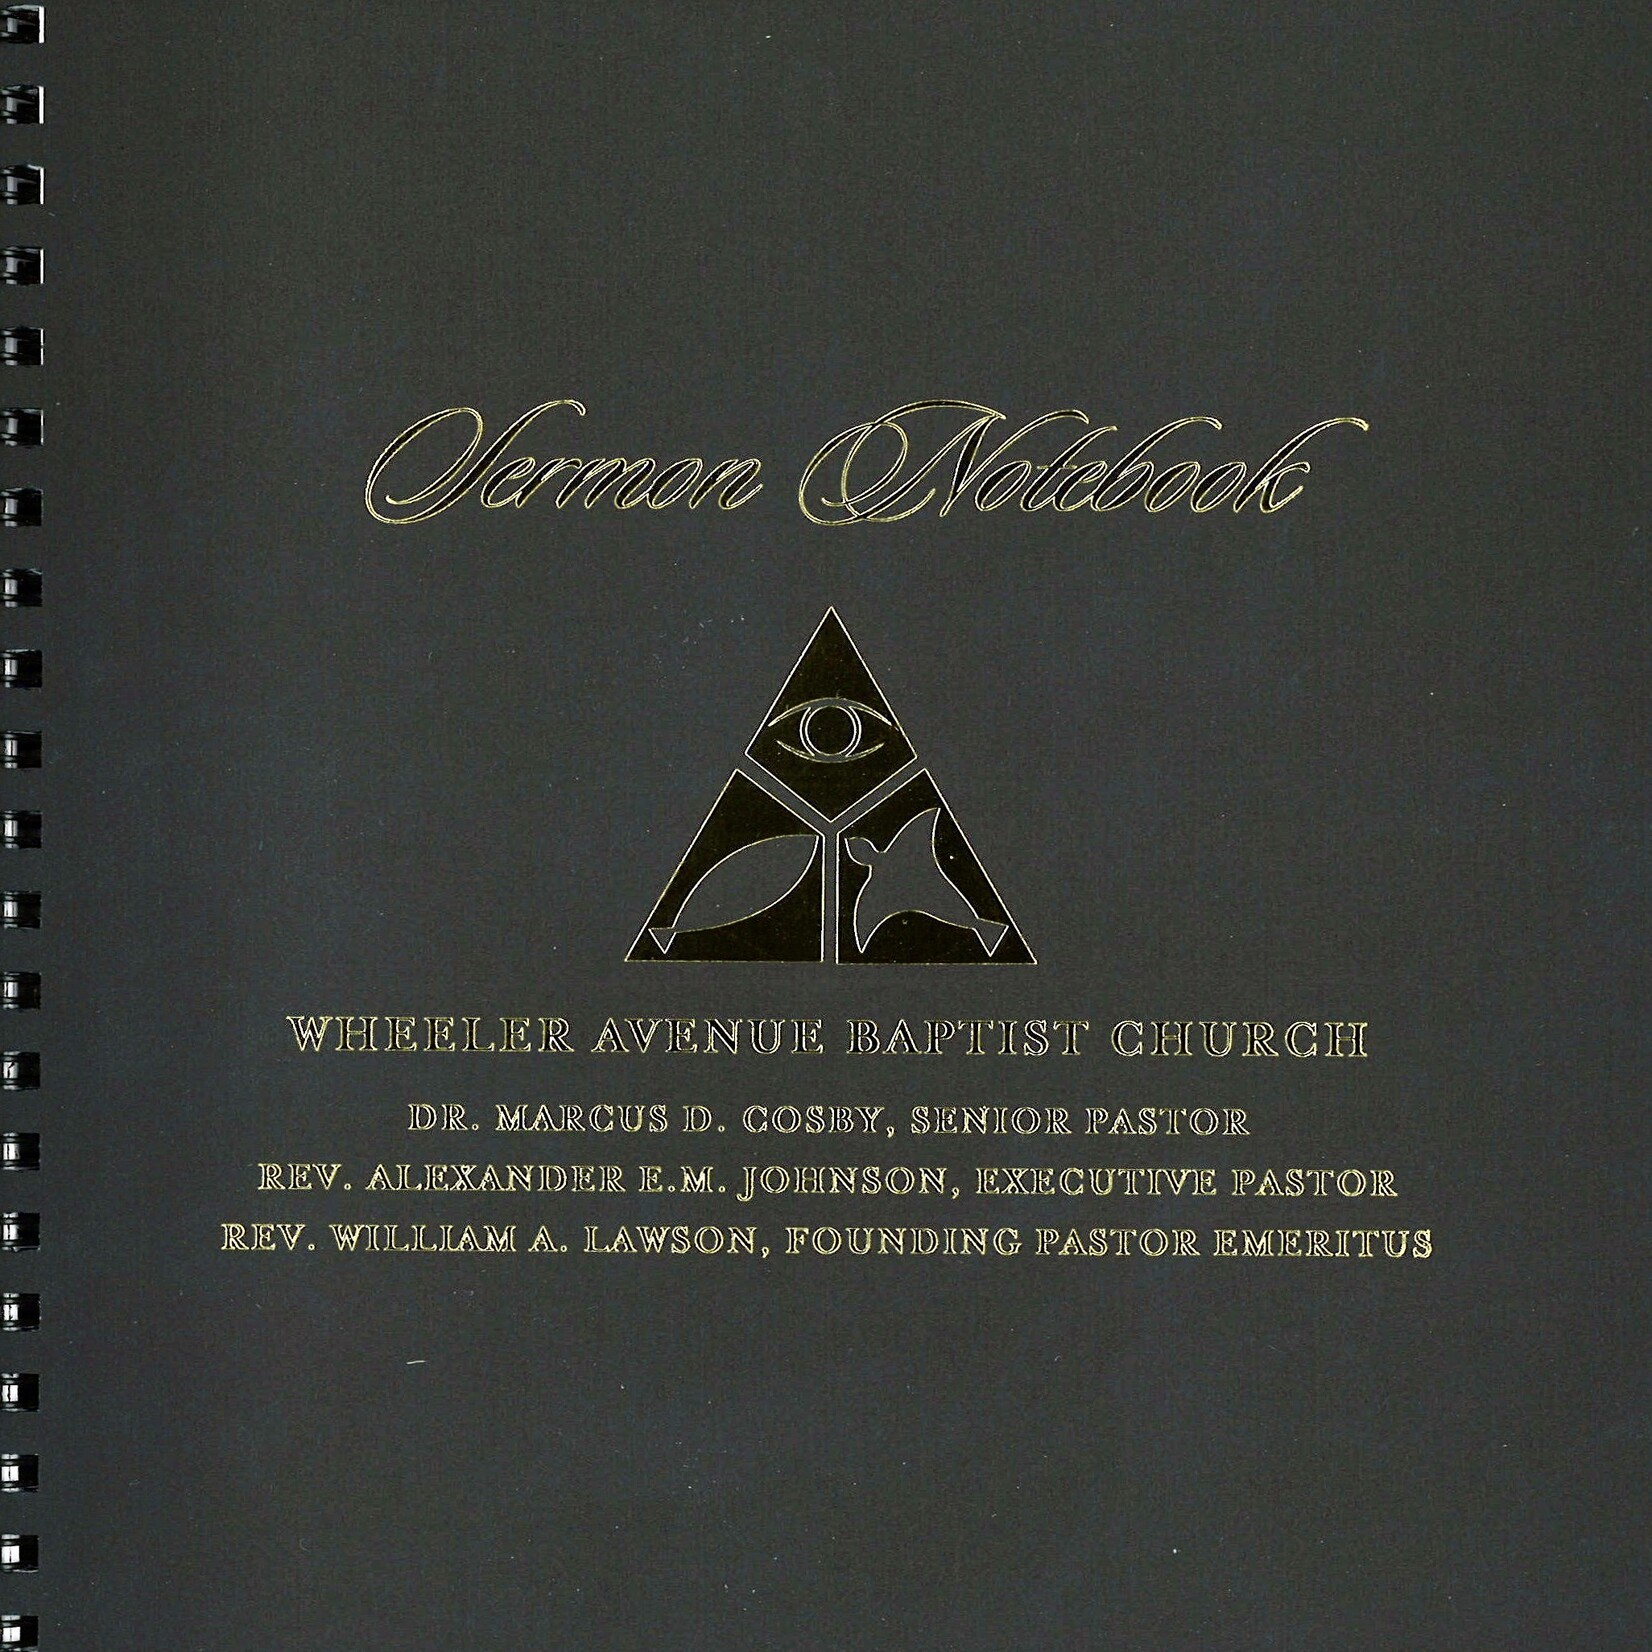 Sermon Notebook
WHEELER AVENUE BAPTIST CHURCH
DR. MARCUS D. COSBY, SENIOR PASTOR
REV. ALEXANDER E.M. JOHNSON, EXECUTIVE PASTOR
REV. WILLIAM A. LAWSON, FOUNDING PASTOR EMERITUS